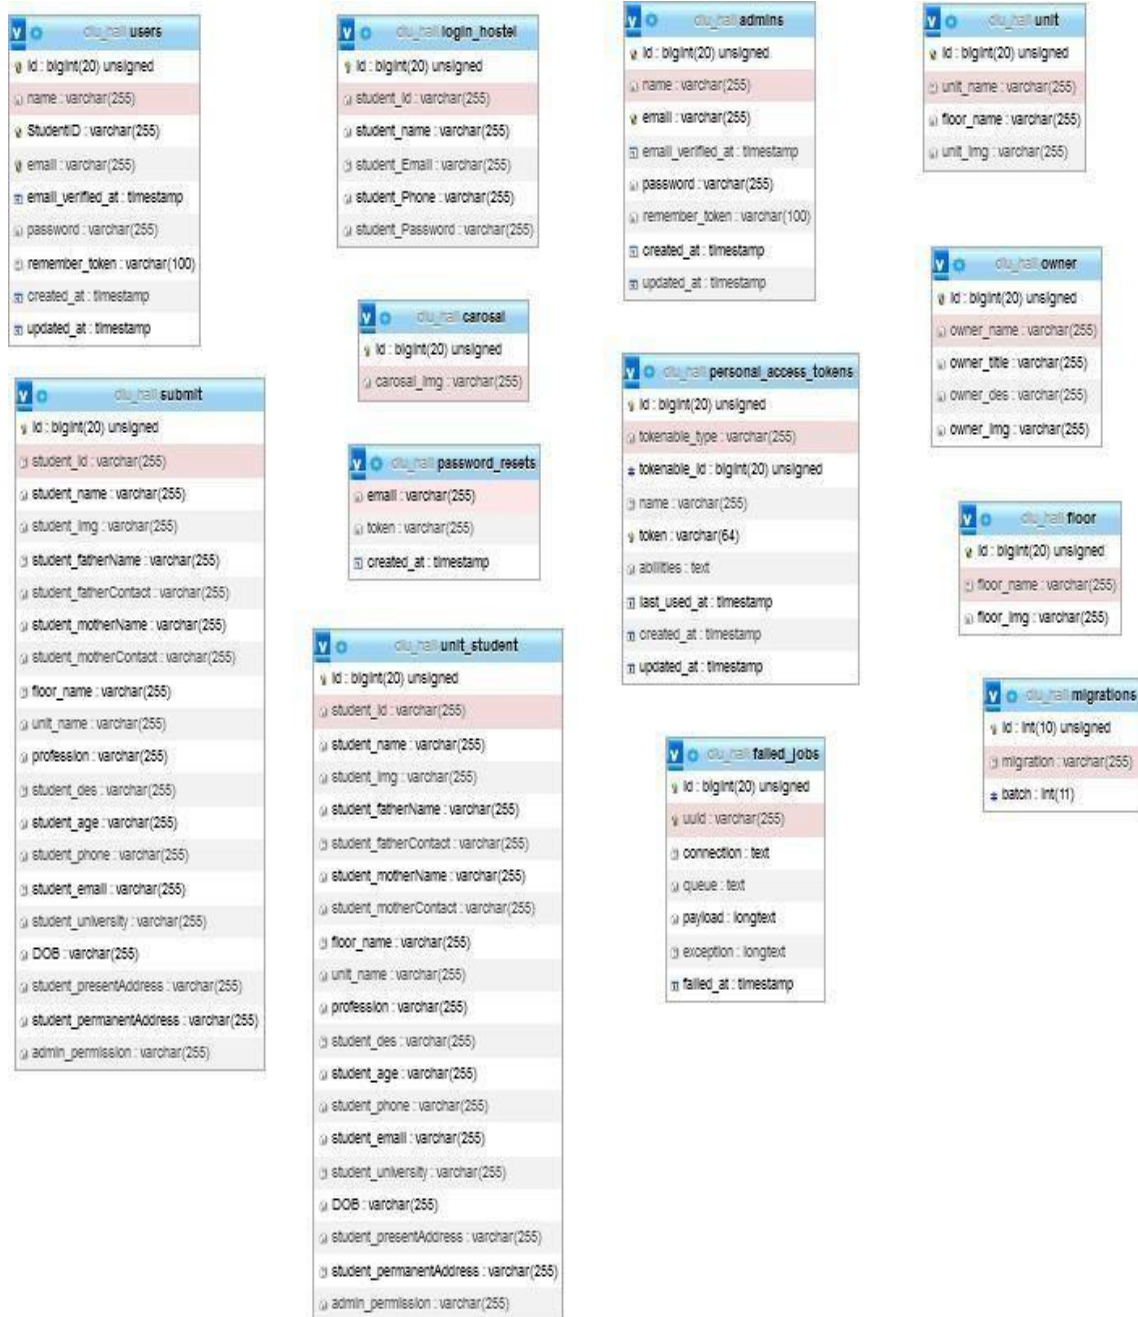 diu_hall users
id : bigint(20) unsigned
name : varchar(255)
StudentID : varchar(255)
email : varchar(255)
email_verified_at : timestamp
password : varchar(255)
remember_token : varchar(100)
created_at : timestamp
updated_at : timestamp
diu_hall submit
id : bigint(20) unsigned
student_id : varchar(255)
student_name : varchar(255)
student_img : varchar(255)
student_fatherName : varchar(255)
student_fatherContact : varchar(255)
student_motherName : varchar(255)
student_motherContact : varchar(255)
floor_name : varchar(255)
unit_name : varchar(255)
profession : varchar(255)
student_des : varchar(255)
student_age : varchar(255)
student_phone : varchar(255)
student_email : varchar(255)
student_university : varchar(255)
DOB : varchar(255)
student_presentAddress : varchar(255)
student_permanentAddress : varchar(255)
admin_permission : varchar(255)
diu_hall login_hostel
id : bigint(20) unsigned
student_id : varchar(255)
student_name : varchar(255)
student_Email : varchar(255)
student_Phone : varchar(255)
student_Password : varchar(255)
diu_hall carosal
id : bigint(20) unsigned
carosal_img : varchar(255)
diu_hall password_resets
email : varchar(255)
token : varchar(255)
created_at : timestamp
diu_hall unit_student
id : bigint(20) unsigned
student_id : varchar(255)
student_name : varchar(255)
student_img : varchar(255)
student_fatherName : varchar(255)
student_fatherContact : varchar(255)
student_motherName : varchar(255)
student_motherContact : varchar(255)
floor_name : varchar(255)
unit_name : varchar(255)
profession : varchar(255)
student_des : varchar(255)
student_age : varchar(255)
student_phone : varchar(255)
student_email : varchar(255)
student_university : varchar(255)
DOB : varchar(255)
student_presentAddress : varchar(255)
student_permanentAddress : varchar(255)
admin_permission : varchar(255)
diu_hall admins
id : bigint(20) unsigned
name : varchar(255)
email : varchar(255)
email_verified_at : timestamp
password : varchar(255)
remember_token : varchar(100)
created_at : timestamp
updated_at : timestamp
diu_hall personal_access_tokens
id : bigint(20) unsigned
tokenable_type : varchar(255)
tokenable_id : bigint(20) unsigned
name : varchar(255)
token : varchar(64)
abilities : text
last_used_at : timestamp
created_at : timestamp
updated_at : timestamp
diu_hall failed_jobs
id : bigint(20) unsigned
uuid : varchar(255)
connection : text
queue : text
payload : longtext
exception : longtext
failed_at : timestamp
diu_hall unit
id : bigint(20) unsigned
unit_name : varchar(255)
floor_name : varchar(255)
unit_img : varchar(255)
diu_hall owner
id : bigint(20) unsigned
owner_name : varchar(255)
owner_title : varchar(255)
owner_des : varchar(255)
owner_img : varchar(255)
diu_hall floor
id : bigint(20) unsigned
floor_name : varchar(255)
floor_img : varchar(255)
diu_hall migrations
id : int(10) unsigned
migration : varchar(255)
batch : int(11)